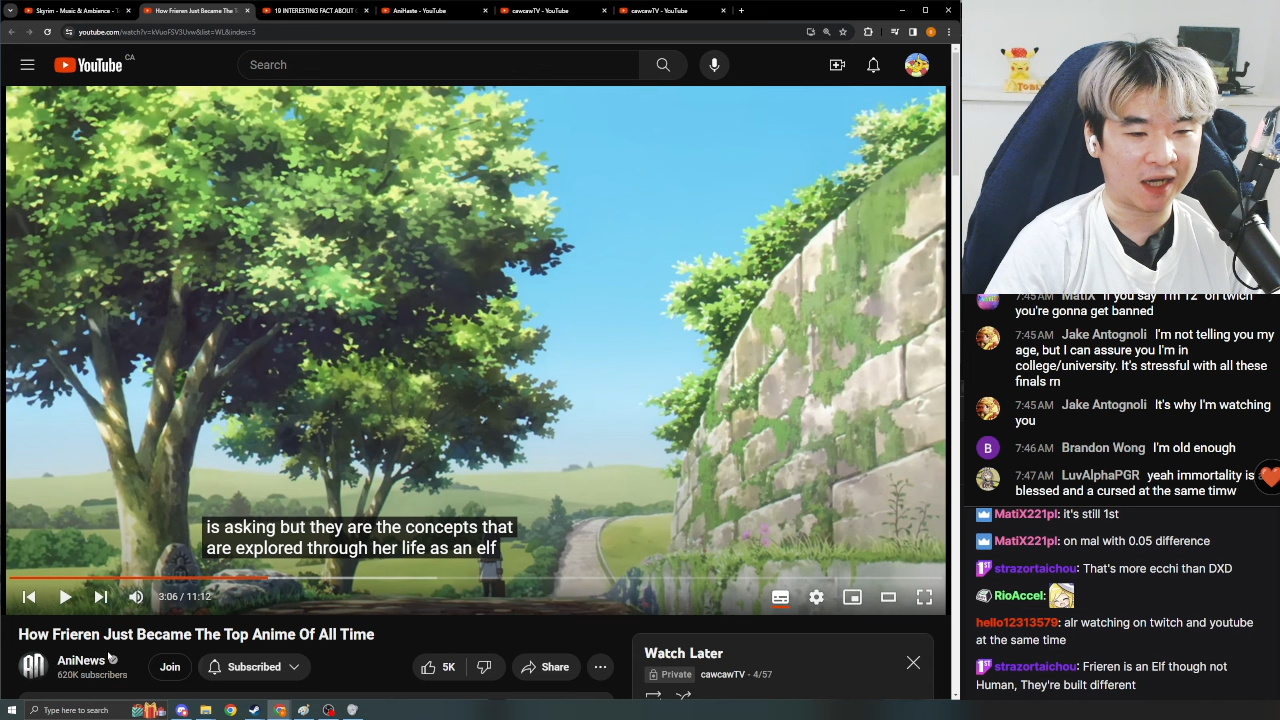 Skyrim - Music & Ambience - T
How Frieren Just Became The T
19 INTERESTING FACT ABOUT
AniHaste - YouTube
cawcawTV - YouTube
cawcawTV - YouTube
youtube.com/watch?v=kVuoFSV3Uvw&list=WL&index=5
YouTube CA
Search
TOBI
is asking but they are the concepts that
are explored through her life as an elf
3:06 / 11:12
How Frieren Just Became The Top Anime Of All Time
AniNews
620K subscribers
Join
Subscribed
5K
Share
Watch Later
Private
cawcawTV - 4/57
Type here to search
7:45 AM MatiX If you say "I'm 12" on twich
you're gonna get banned
7:45 AM Jake Antognoli I'm not telling you my
age, but I can assure you I'm in
college/university. It's stressful with all these
finals rn
7:45 AM Jake Antognoli It's why I'm watching
you
B
7:46 AM Brandon Wong I'm old enough
7:47 AM LuvAlphaPGR yeah immortality is
blessed and a cursed at the same timw
MatiX221pl: it's still 1st
MatiX221pl: on mal with 0.05 difference
1ST strazortaichou: That's more ecchi than DXD
RioAccel:
hello12313579: alr watching on twitch and youtube
at the same time
1ST strazortaichou: Frieren is an Elf though not
Human, They're built different